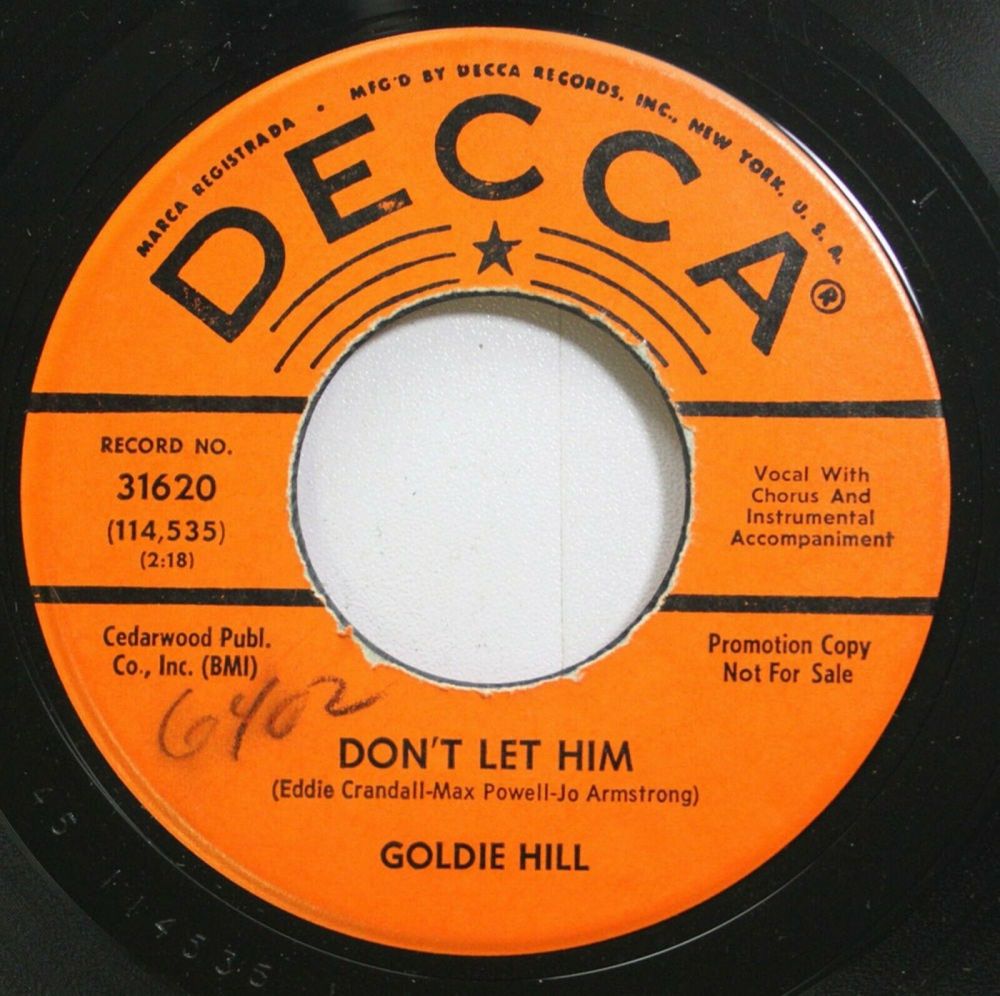 MARCA REGISTRADA • MFG'D BY DECCA RECORDS, INC., NEW YORK, U.S.A.
DECCA®
RECORD NO.
31620
(114,535)
(2:18)
Vocal With
Chorus And
Instrumental
Accompaniment
Cedarwood Publ.
Co., Inc. (BMI)
Promotion Copy
Not For Sale
6402
DON'T LET HIM
(Eddie Crandall-Max Powell-Jo Armstrong)
GOLDIE HILL
45 114535